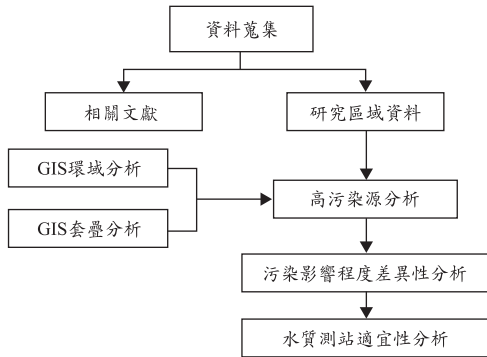 資料蒐集
相關文獻
研究區域資料
GIS環域分析
高污染源分析
GIS套疊分析
污染影響程度差異性分析
水質測站適宜性分析